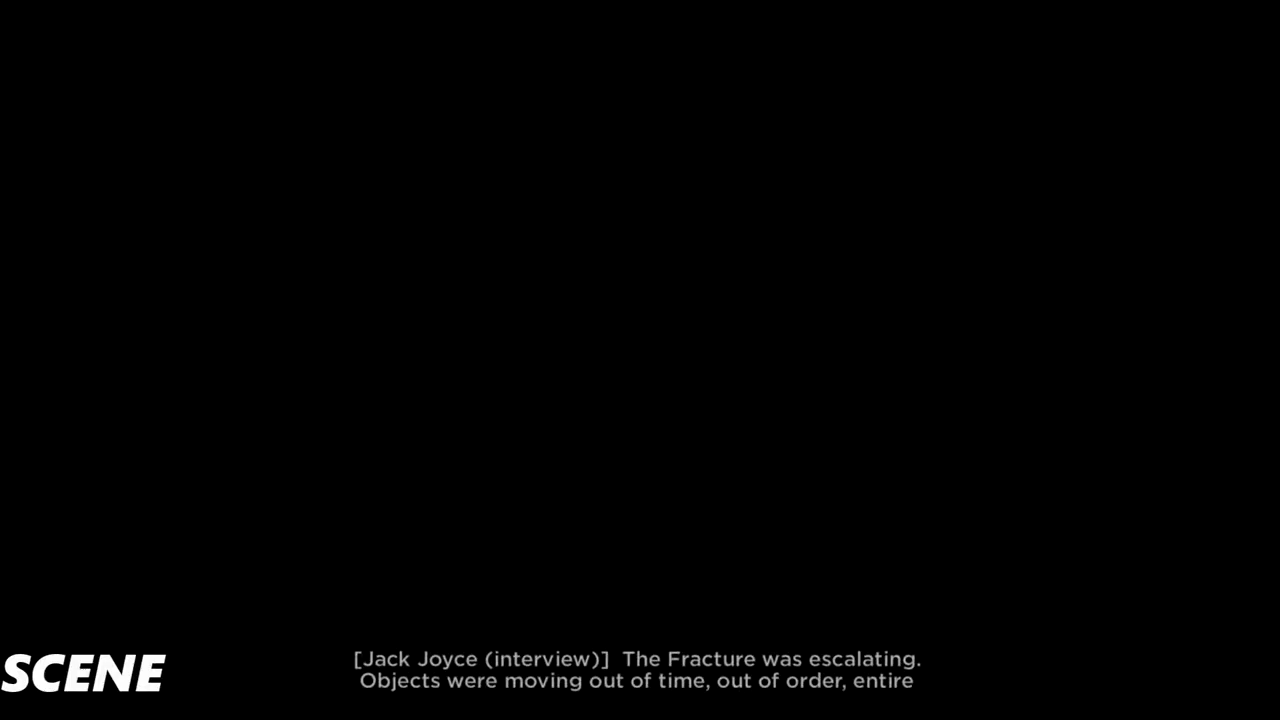 [Jack Joyce (interview)]  The Fracture was escalating.
Objects were moving out of time, out of order, entire
SCENE